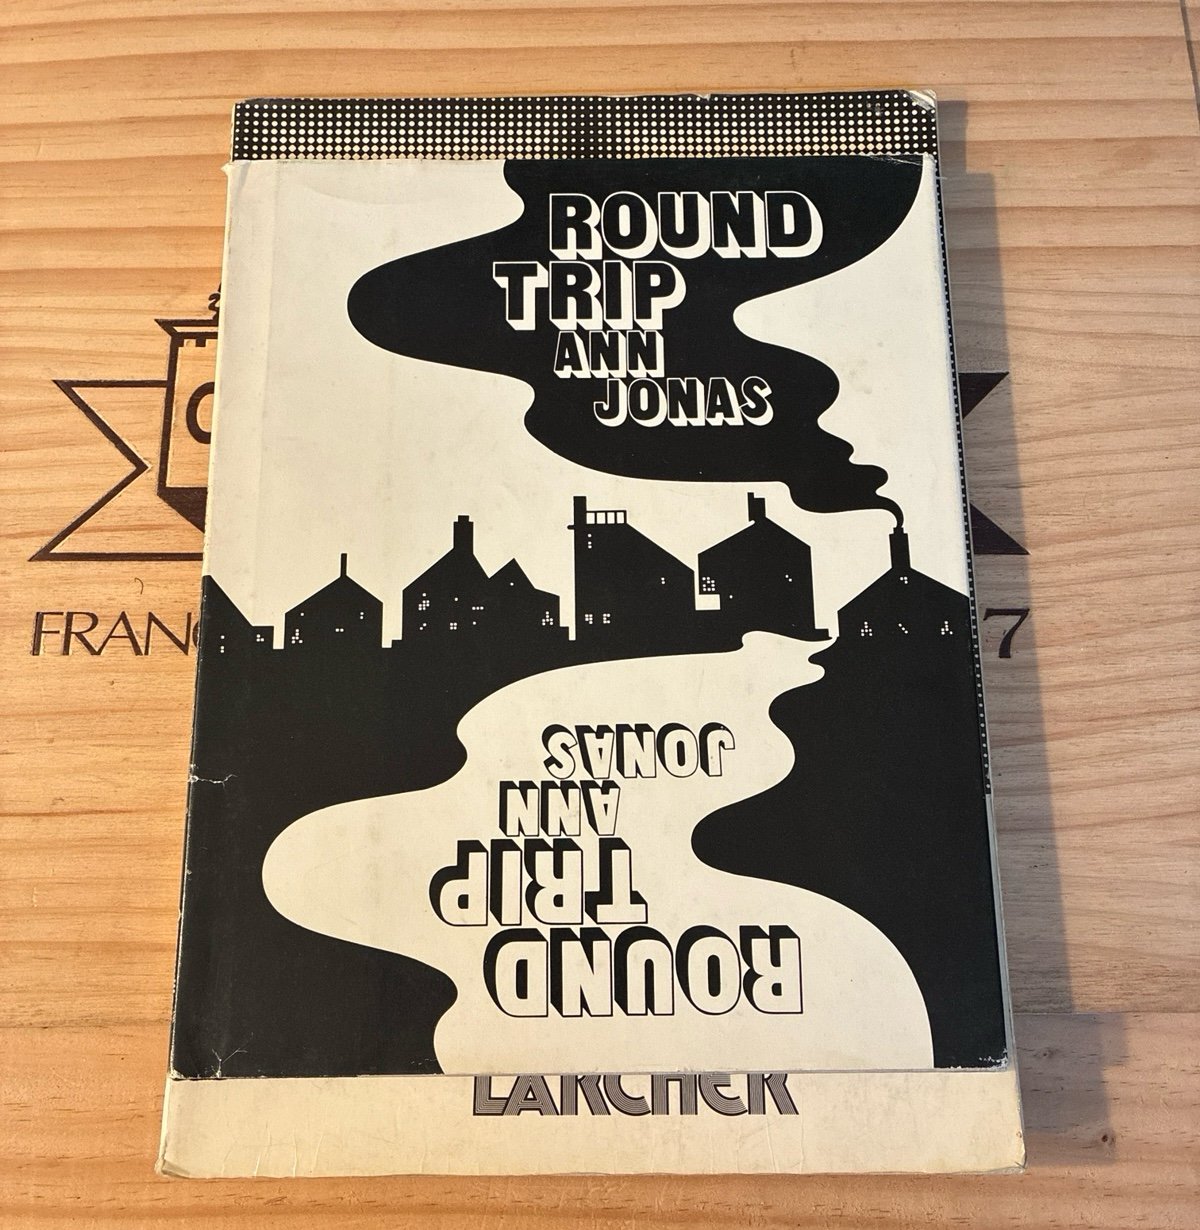 ROUND
TRIP
ANN
JONAS
FRAN
7
JONAS
ANN
TRIP
ROUND
LARCHER